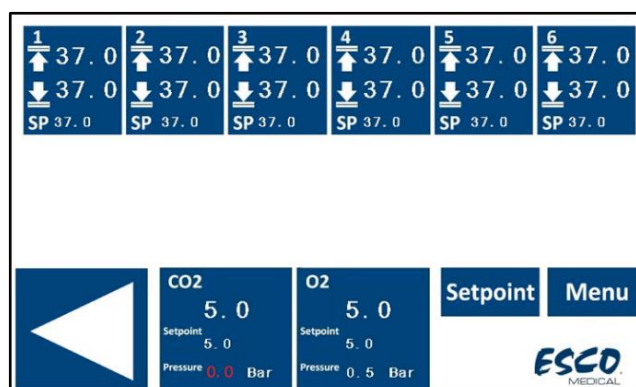 1 2 3 4 5 6
37.0 37.0 37.0 37.0 37.0 37.0
37.0 37.0 37.0 37.0 37.0 37.0
SP 37.0 SP 37.0 SP 37.0 SP 37.0 SP 37.0 SP 37.0
CO2
5.0
Setpoint
5.0
Pressure 0.0 Bar
O2
5.0
Setpoint
5.0
Pressure 0.5 Bar
Setpoint Menu
ESCO
MEDICAL